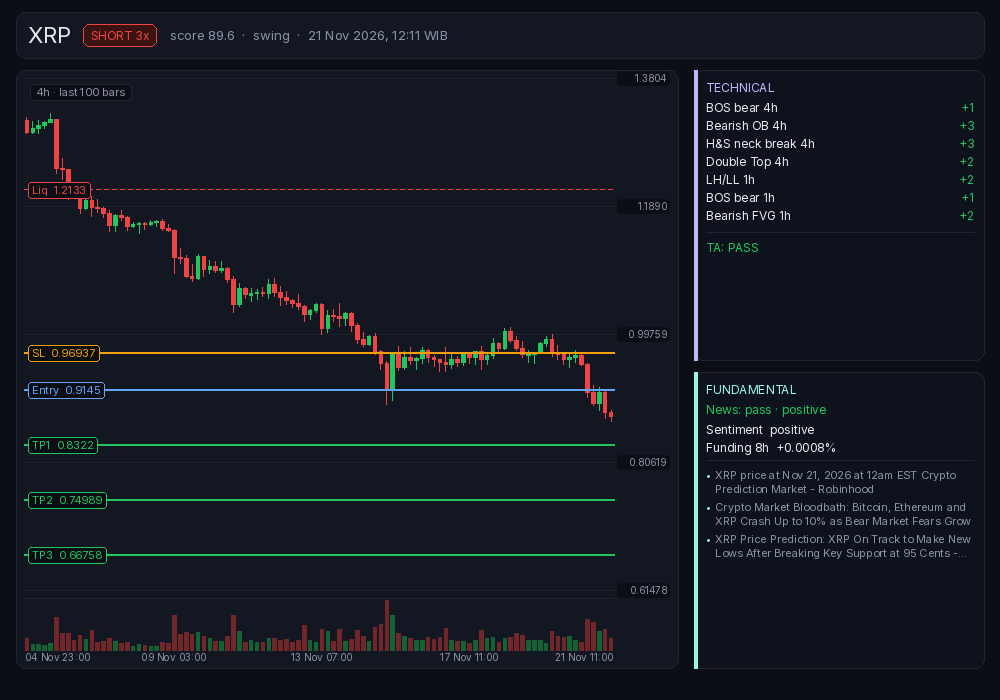 XRP SHORT 3x score 89.6 · swing · 21 Nov 2026, 12:11 WIB
4h · last 100 bars
1.3804
Liq 1.2133
1.1890
0.99759
SL 0.96937
Entry 0.9145
TP1 0.8322
0.80619
TP2 0.74989
TP3 0.66758
0.61478
04 Nov 23:00 09 Nov 03:00 13 Nov 07:00 17 Nov 11:00 21 Nov 11:00
TECHNICAL
BOS bear 4h +1
Bearish OB 4h +3
H&S neck break 4h +3
Double Top 4h +2
LH/LL 1h +2
BOS bear 1h +1
Bearish FVG 1h +2
TA: PASS
FUNDAMENTAL
News: pass · positive
Sentiment positive
Funding 8h +0.0008%
• XRP price at Nov 21, 2026 at 12am EST Crypto
Prediction Market - Robinhood
• Crypto Market Bloodbath: Bitcoin, Ethereum and
XRP Crash Up to 10% as Bear Market Fears Grow
• XRP Price Prediction: XRP On Track to Make New
Lows After Breaking Key Support at 95 Cents -...